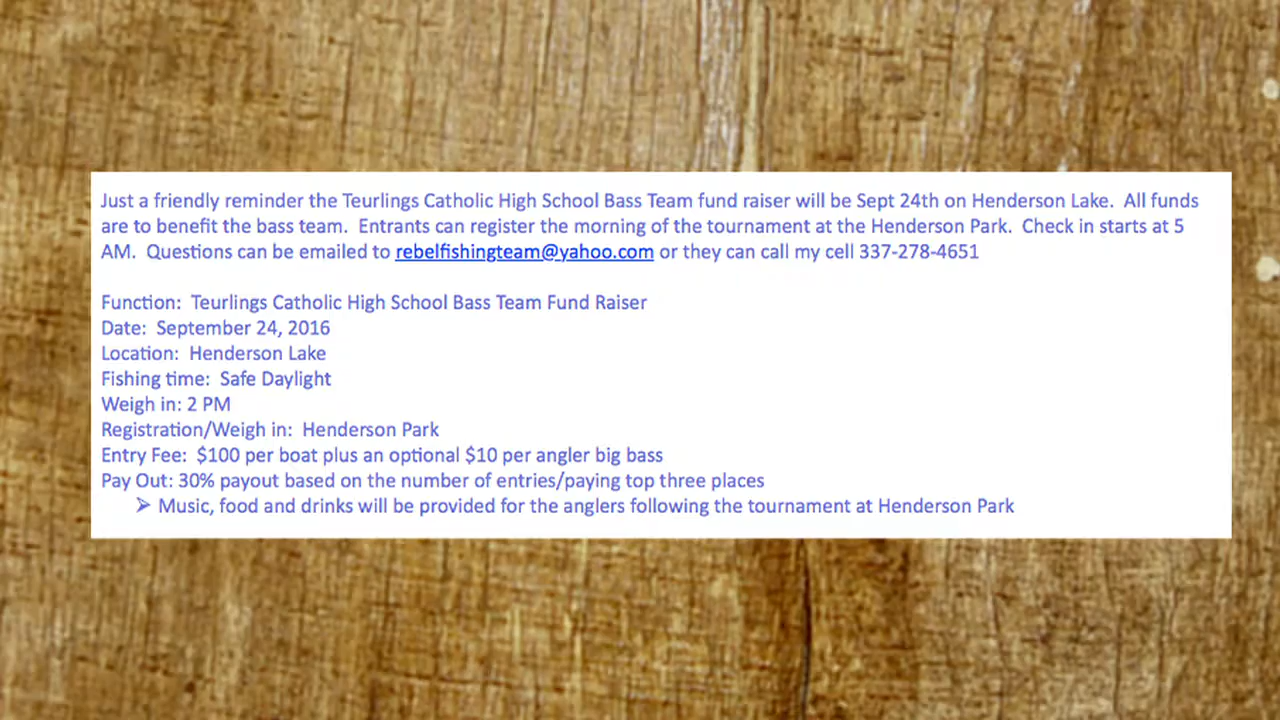 Just a friendly reminder the Teurlings Catholic High School Bass Team fund raiser will be Sept 24th on Henderson Lake.  All funds
are to benefit the bass team.  Entrants can register the morning of the tournament at the Henderson Park.  Check in starts at 5
AM.  Questions can be emailed to rebelfishingteam@yahoo.com or they can call my cell 337-278-4651
Function:  Teurlings Catholic High School Bass Team Fund Raiser
Date:  September 24, 2016
Location:  Henderson Lake
Fishing time:  Safe Daylight
Weigh in: 2 PM
Registration/Weigh in:  Henderson Park
Entry Fee:  $100 per boat plus an optional $10 per angler big bass
Pay Out: 30% payout based on the number of entries/paying top three places
➢ Music, food and drinks will be provided for the anglers following the tournament at Henderson Park